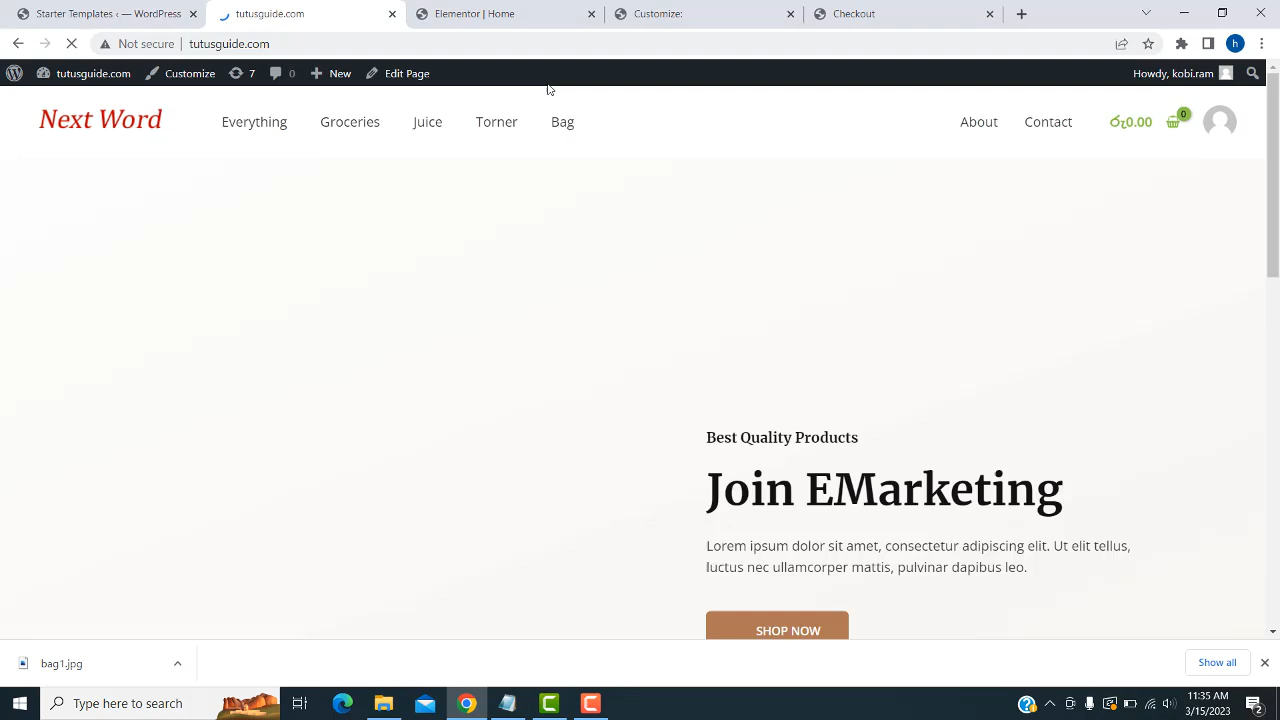 Starter Templates ‹ — WordPress
tutusguide.com
Elementor | Home
Customize:
Checkout
Not secure
tutusguide.com
h
tutusguide.com
Customize
7
0
New
Edit Page
Howdy, kobi.ram
Next Word
Everything
Groceries
Juice
Torner
Bag
About
Contact
රු0.00
0
Best Quality Products
Join EMarketing
Lorem ipsum dolor sit amet, consectetur adipiscing elit. Ut elit tellus,
luctus nec ullamcorper mattis, pulvinar dapibus leo.
SHOP NOW
bag1.jpg
Show all
Type here to search
11:35 AM
3/15/2023
2